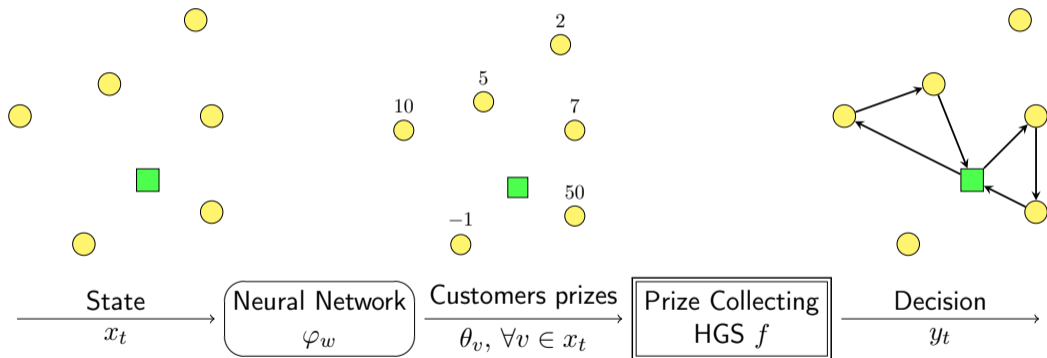 2
5
10
7
50
−1
State
x_t
Neural Network
φ_w
Customers prizes
θ_v, ∀v ∈ x_t
Prize Collecting
HGS f
Decision
y_t